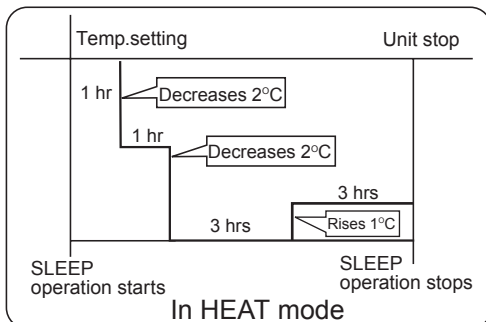 Temp.setting
Unit stop
1 hr
Decreases 2°C
1 hr
Decreases 2°C
3 hrs
3 hrs
Rises 1°C
SLEEP
operation starts
SLEEP
operation stops
In HEAT mode